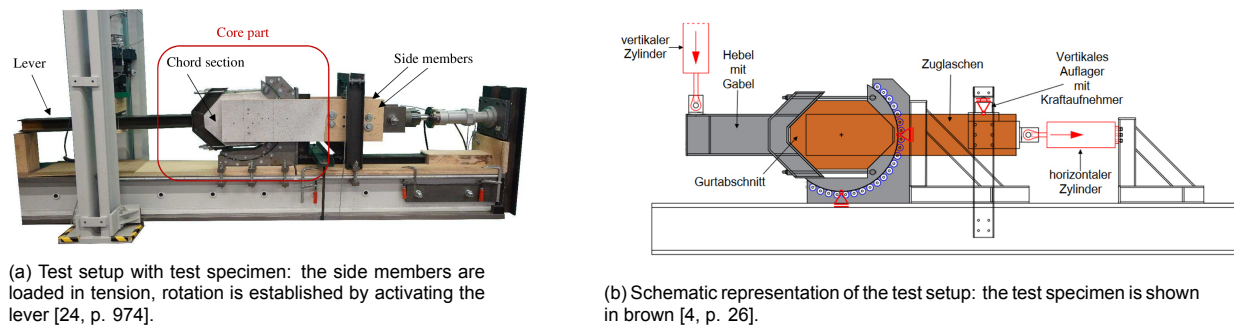 Core part
Lever
Chord section
Side members
(a) Test setup with test specimen: the side members are
loaded in tension, rotation is established by activating the
lever [24, p. 974].
vertikaler
Zylinder
Hebel
mit
Gabel
Zuglaschen
Vertikales
Auflager
mit
Kraftaufnehmer
Gurtabschnitt
horizontaler
Zylinder
(b) Schematic representation of the test setup: the test specimen is shown
in brown [4, p. 26].